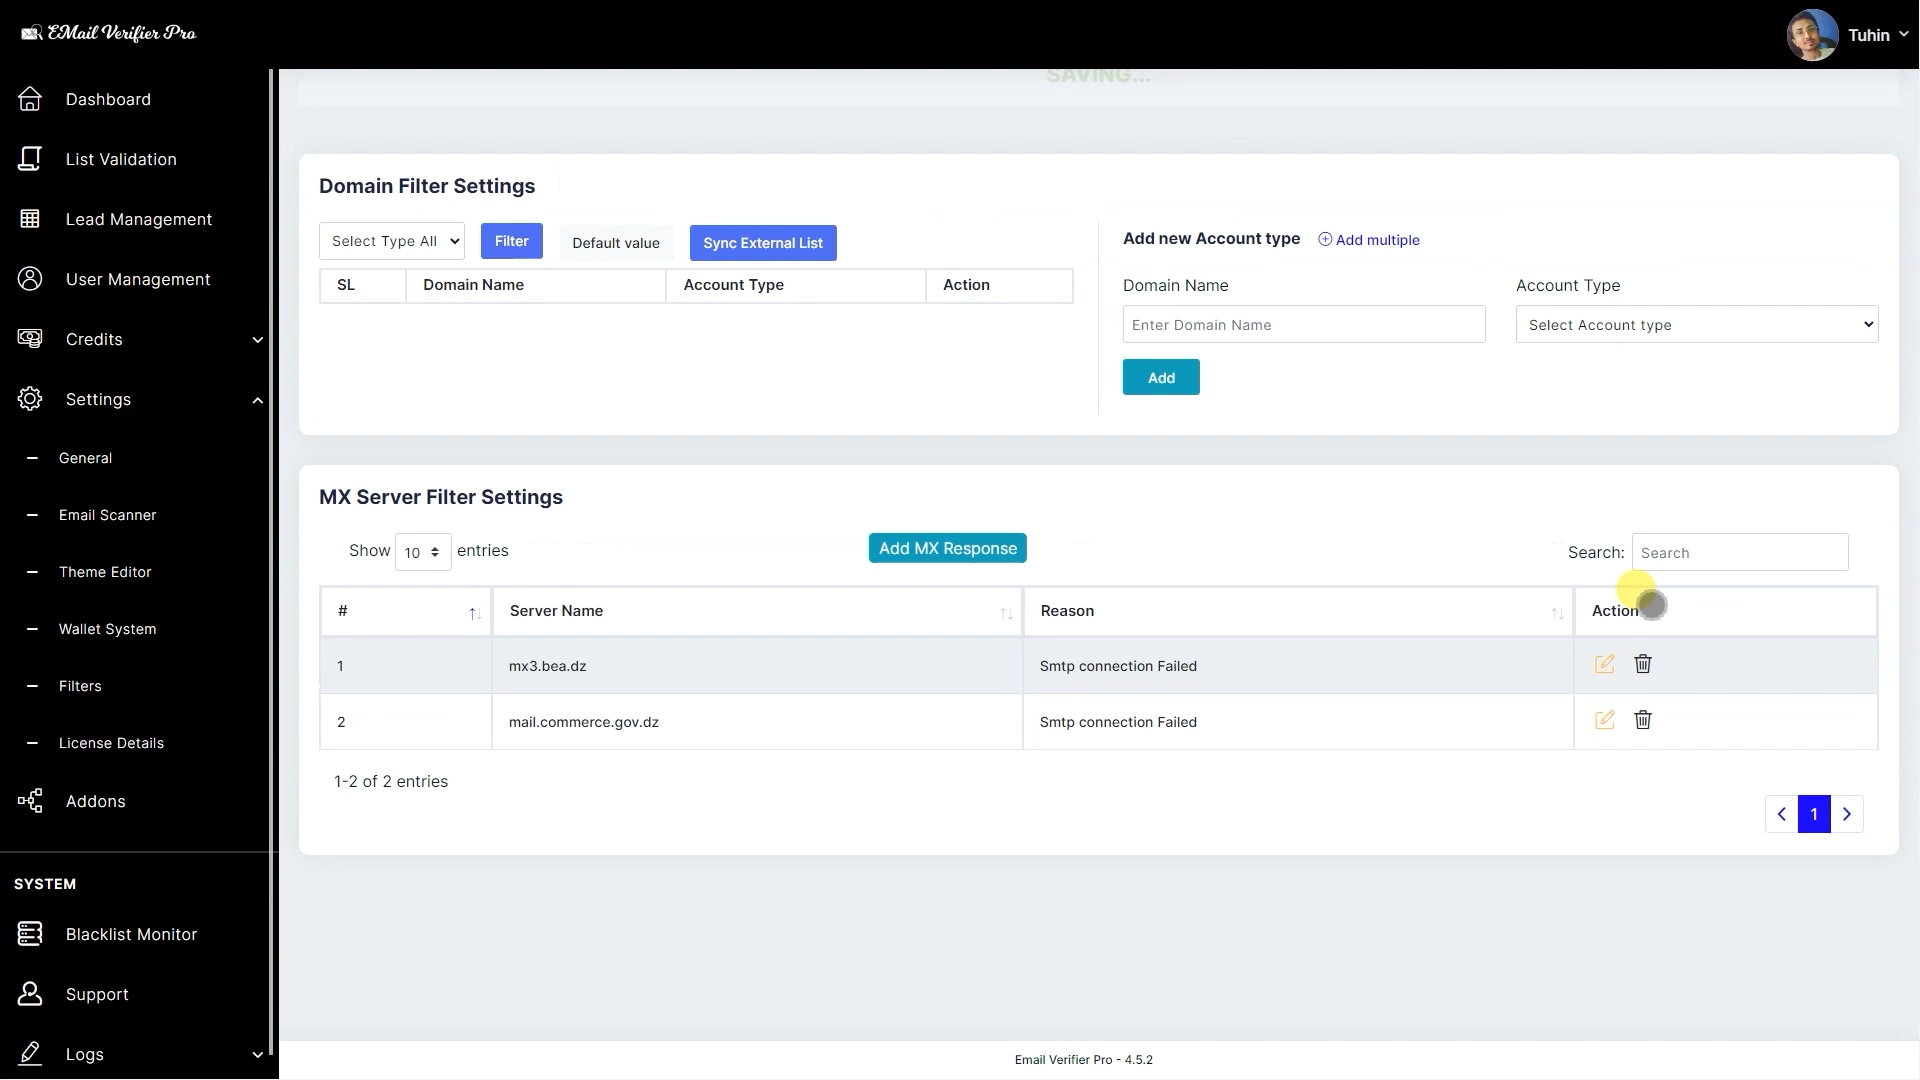 EMail Verifier Pro
Tuhin
Dashboard
List Validation
Lead Management
User Management
Credits
Settings
General
Email Scanner
Theme Editor
Wallet System
Filters
License Details
Addons
SYSTEM
Blacklist Monitor
Support
Logs
SAVING...
Domain Filter Settings
Select Type All Filter Default value Sync External List
SL Domain Name Account Type Action
Add new Account type Add multiple
Domain Name Account Type
Enter Domain Name Select Account type
Add
MX Server Filter Settings
Show 10 entries Add MX Response Search: Search
# Server Name Reason Action
1 mx3.bea.dz Smtp connection Failed
2 mail.commerce.gov.dz Smtp connection Failed
1-2 of 2 entries
1
Email Verifier Pro - 4.5.2